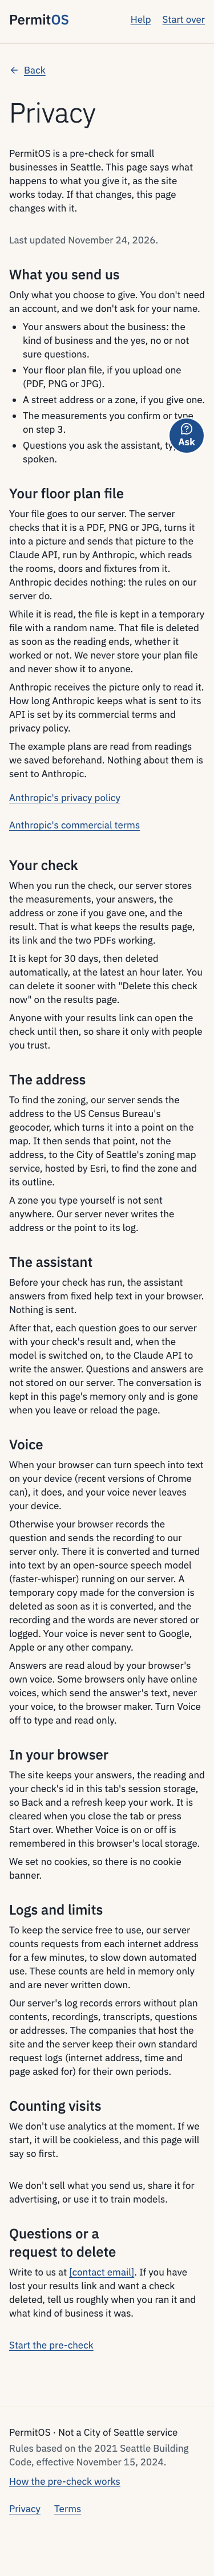 PermitOS Help Start over
← Back
Privacy
PermitOS is a pre-check for small
businesses in Seattle. This page says what
happens to what you give it, as the site
works today. If that changes, this page
changes with it.
Last updated November 24, 2026.
What you send us
Only what you choose to give. You don't need
an account, and we don't ask for your name.
• Your answers about the business: the
kind of business and the yes, no or not
sure questions.
• Your floor plan file, if you upload one
(PDF, PNG or JPG).
• A street address or a zone, if you give one.
• The measurements you confirm or type
on step 3.
• Questions you ask the assistant,
spoken.
Ask
Your floor plan file
Your file goes to our server. The server
checks that it is a PDF, PNG or JPG, turns it
into a picture and sends that picture to the
Claude API, run by Anthropic, which reads
the rooms, doors and fixtures from it.
Anthropic decides nothing: the rules on our
server do.
While it is read, the file is kept in a temporary
file with a random name. That file is deleted
as soon as the reading ends, whether it
worked or not. We never store your plan file
and never show it to anyone.
Anthropic receives the picture only to read it.
How long Anthropic keeps what is sent to its
API is set by its commercial terms and
privacy policy.
The example plans are read from readings
we saved beforehand. Nothing about them is
sent to Anthropic.
Anthropic's privacy policy
Anthropic's commercial terms
Your check
When you run the check, our server stores
the measurements, your answers, the
address or zone if you gave one, and the
result. That is what keeps the results page,
its link and the two PDFs working.
It is kept for 30 days, then deleted
automatically, at the latest an hour later. You
can delete it sooner with "Delete this check
now" on the results page.
Anyone with your results link can open the
check until then, so share it only with people
you trust.
The address
To find the zoning, our server sends the
address to the US Census Bureau's
geocoder, which turns it into a point on the
map. It then sends that point, not the
address, to the City of Seattle's zoning map
service, hosted by Esri, to find the zone and
its outline.
A zone you type yourself is not sent
anywhere. Our server never writes the
address or the point to its log.
The assistant
Before your check has run, the assistant
answers from fixed help text in your browser.
Nothing is sent.
After that, each question goes to our server
with your check's result and, when the
model is switched on, to the Claude API to
write the answer. Questions and answers are
not stored on our server. The conversation is
kept in this page's memory only and is gone
when you leave or reload the page.
Voice
When your browser can turn speech into text
on your device (recent versions of Chrome
can), it does, and your voice never leaves
your device.
Otherwise your browser records the
question and sends the recording to our
server only. There it is converted and turned
into text by an open-source speech model
(faster-whisper) running on our server. A
temporary copy made for the conversion is
deleted as soon as it is converted, and the
recording and the words are never stored or
logged. Your voice is never sent to Google,
Apple or any other company.
Answers are read aloud by your browser's
own voice. Some browsers only have online
voices, which send the answer's text, never
your voice, to the browser maker. Turn Voice
off to type and read only.
In your browser
The site keeps your answers, the reading and
your check's id in this tab's session storage,
so Back and a refresh keep your work. It is
cleared when you close the tab or press
Start over. Whether Voice is on or off is
remembered in this browser's local storage.
We set no cookies, so there is no cookie
banner.
Logs and limits
To keep the service free to use, our server
counts requests from each internet address
for a few minutes, to slow down automated
use. These counts are held in memory only
and are never written down.
Our server's log records errors without plan
contents, recordings, transcripts, questions
or addresses. The companies that host the
site and the server keep their own standard
request logs (internet address, time and
page asked for) for their own periods.
Counting visits
We don't use analytics at the moment. If we
start, it will be cookieless, and this page will
say so first.
We don't sell what you send us, share it for
advertising, or use it to train models.
Questions or a
request to delete
Write to us at [contact email]. If you have
lost your results link and want a check
deleted, tell us roughly when you ran it and
what kind of business it was.
Start the pre-check
PermitOS · Not a City of Seattle service
Rules based on the 2021 Seattle Building
Code, effective November 15, 2024.
How the pre-check works
Privacy Terms